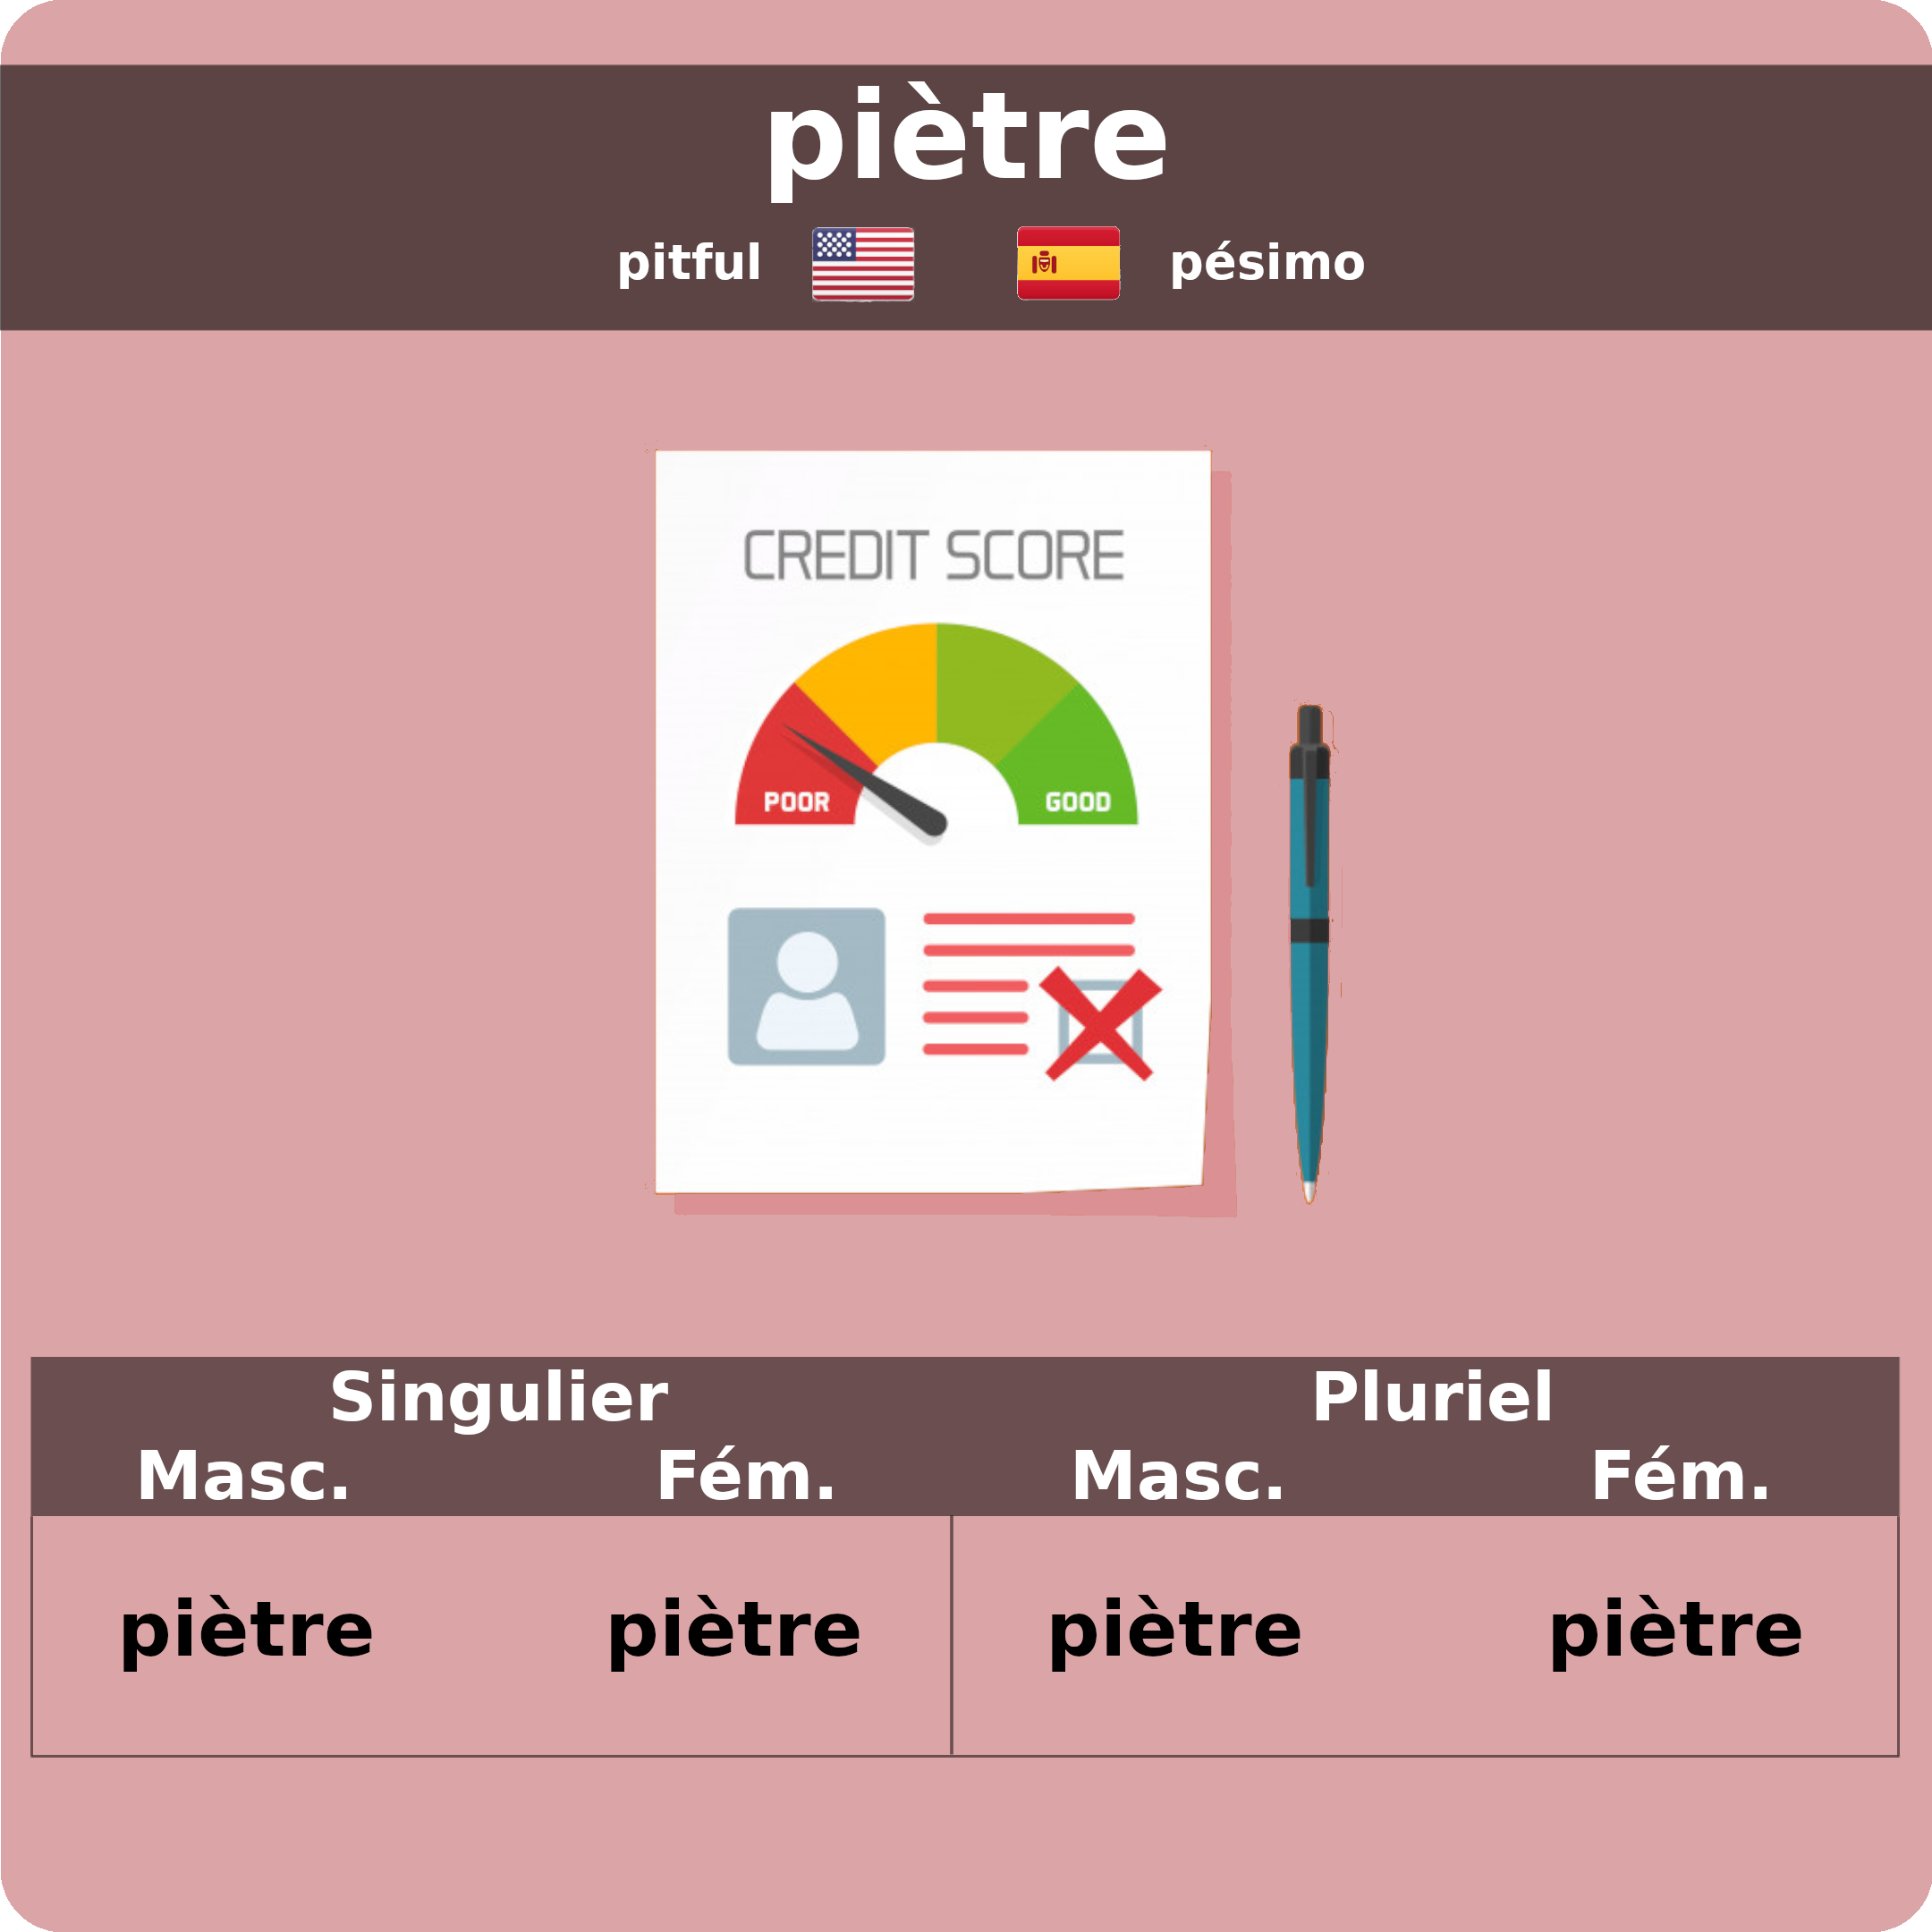 piètre
pitful pésimo
CREDIT SCORE
POOR GOOD
Singulier Pluriel
Masc. Fém. Masc. Fém.
piètre piètre piètre piètre